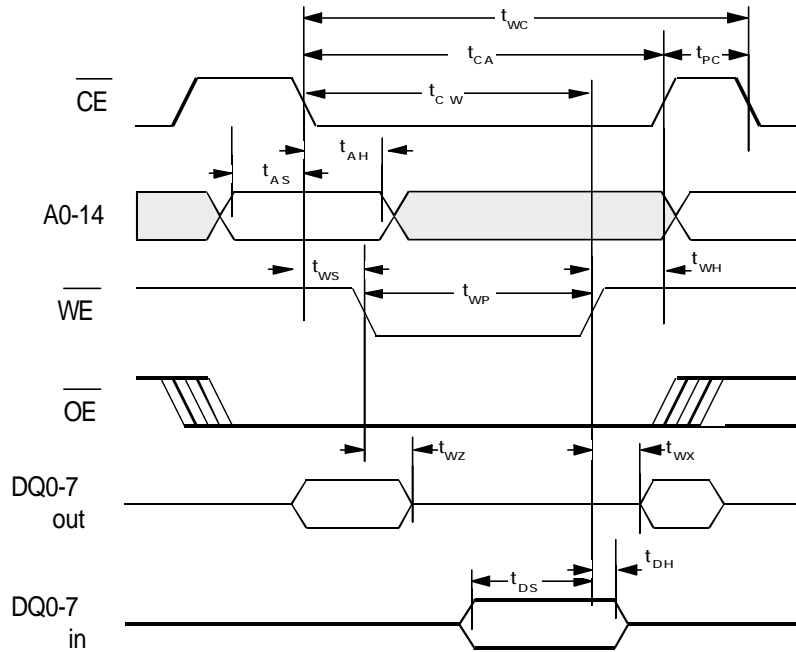 tWC
tCA
tPC
CE
tCW
tAH
tAS
A0-14
tWS
tWH
WE
tWP
OE
tWZ
tWX
DQ0-7
out
tDH
tDS
DQ0-7
in